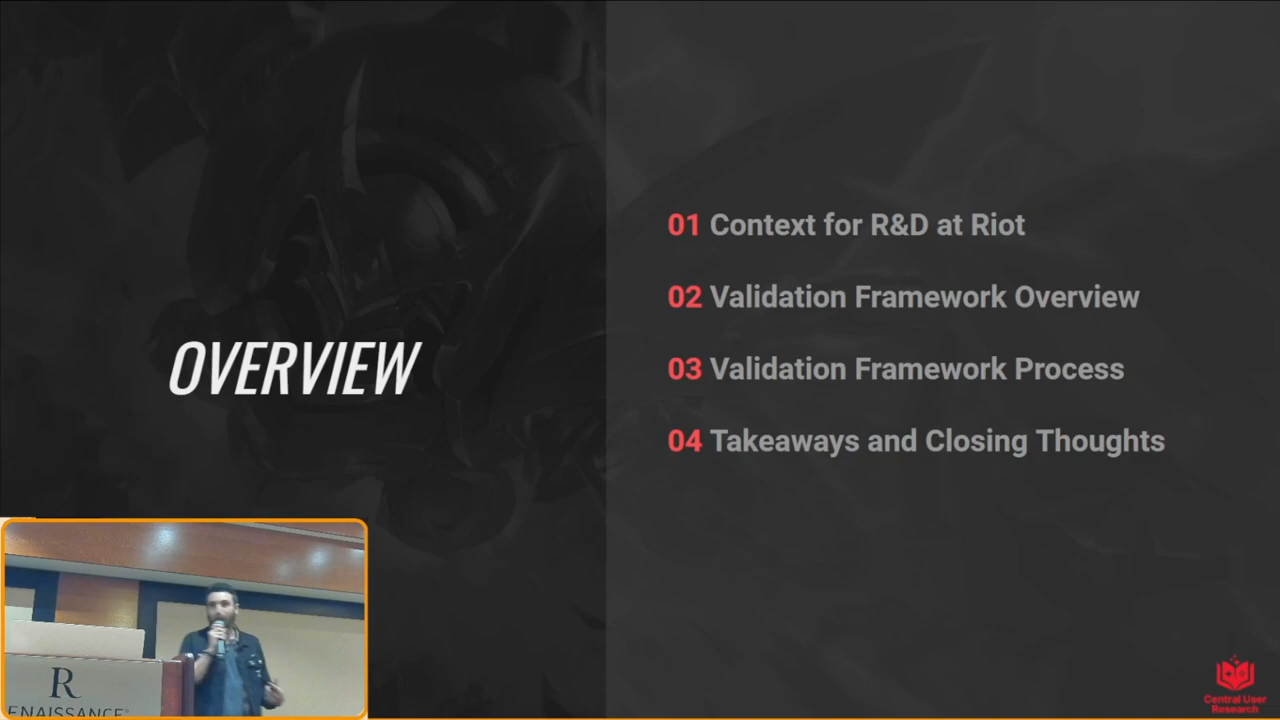 OVERVIEW
01 Context for R&D at Riot
02 Validation Framework Overview
03 Validation Framework Process
04 Takeaways and Closing Thoughts
R
ENAISSANCE®
Central User
Research